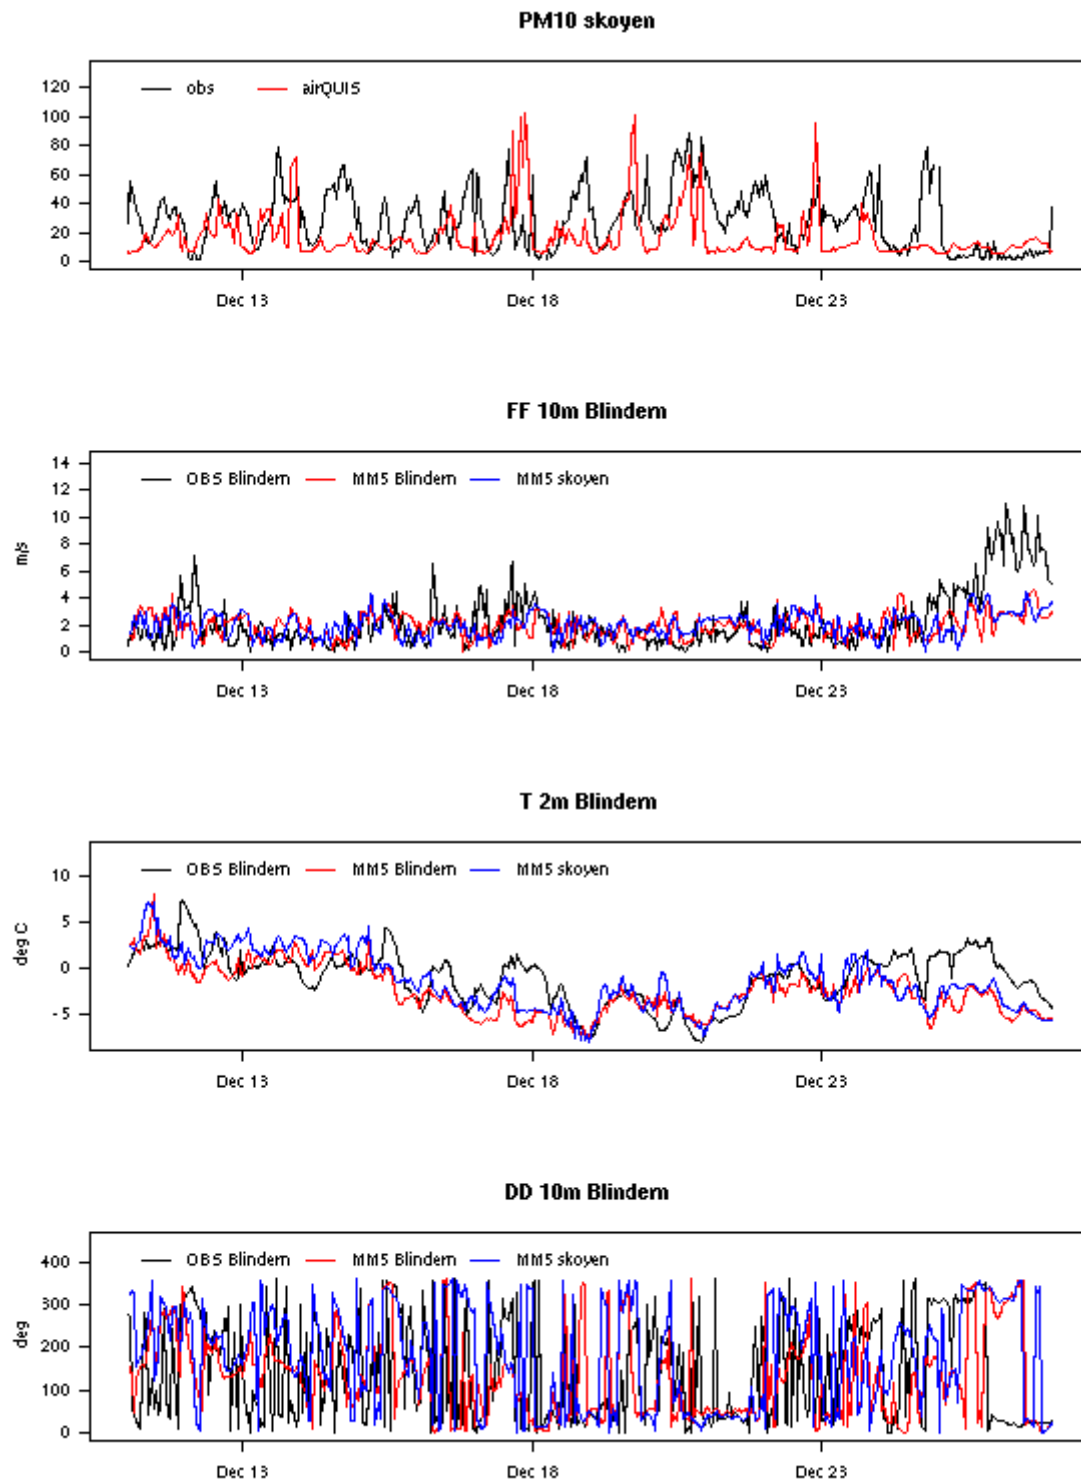 PM10 skoyen
obs airQUIS
120
100
80
60
40
20
0
Dec 13 Dec 18 Dec 23
FF 10m Blindern
OBS Blindern MM5 Blindern MM5 skoyen
m/s
14
12
10
8
6
4
2
0
Dec 13 Dec 18 Dec 23
T 2m Blindern
OBS Blindern MM5 Blindern MM5 skoyen
deg C
10
5
0
-5
Dec 13 Dec 18 Dec 23
DD 10m Blindern
OBS Blindern MM5 Blindern MM5 skoyen
deg
400
300
200
100
0
Dec 13 Dec 18 Dec 23